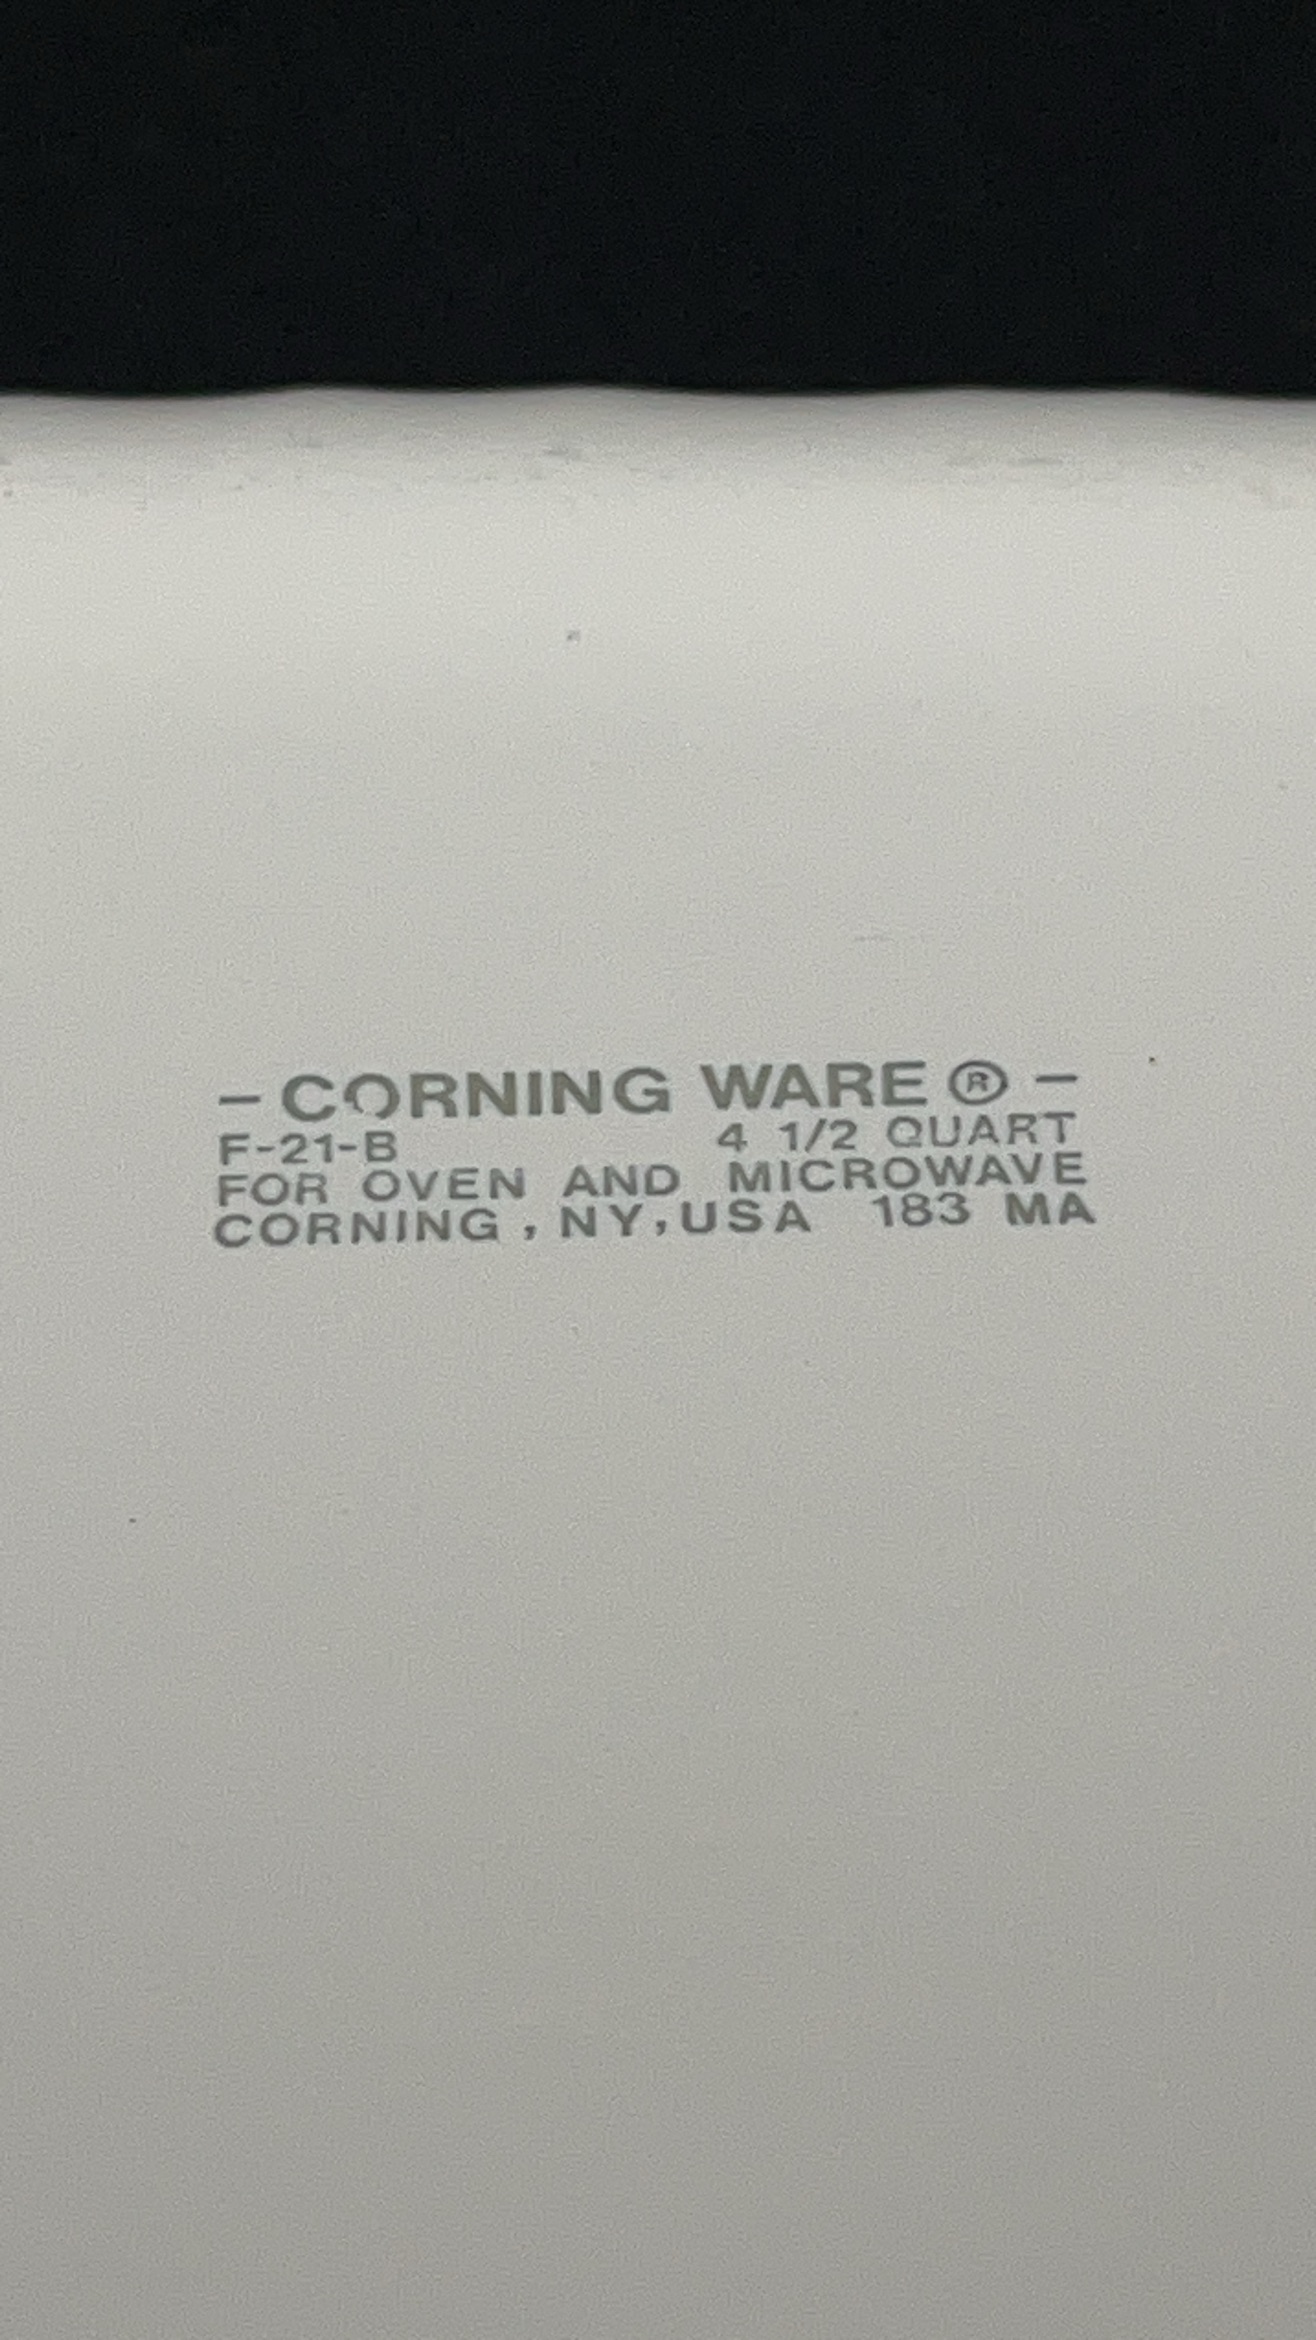 - CORNING WARE ® -
F-21-B 4 1/2 QUART
FOR OVEN AND MICROWAVE
CORNING , NY, USA 183 MA